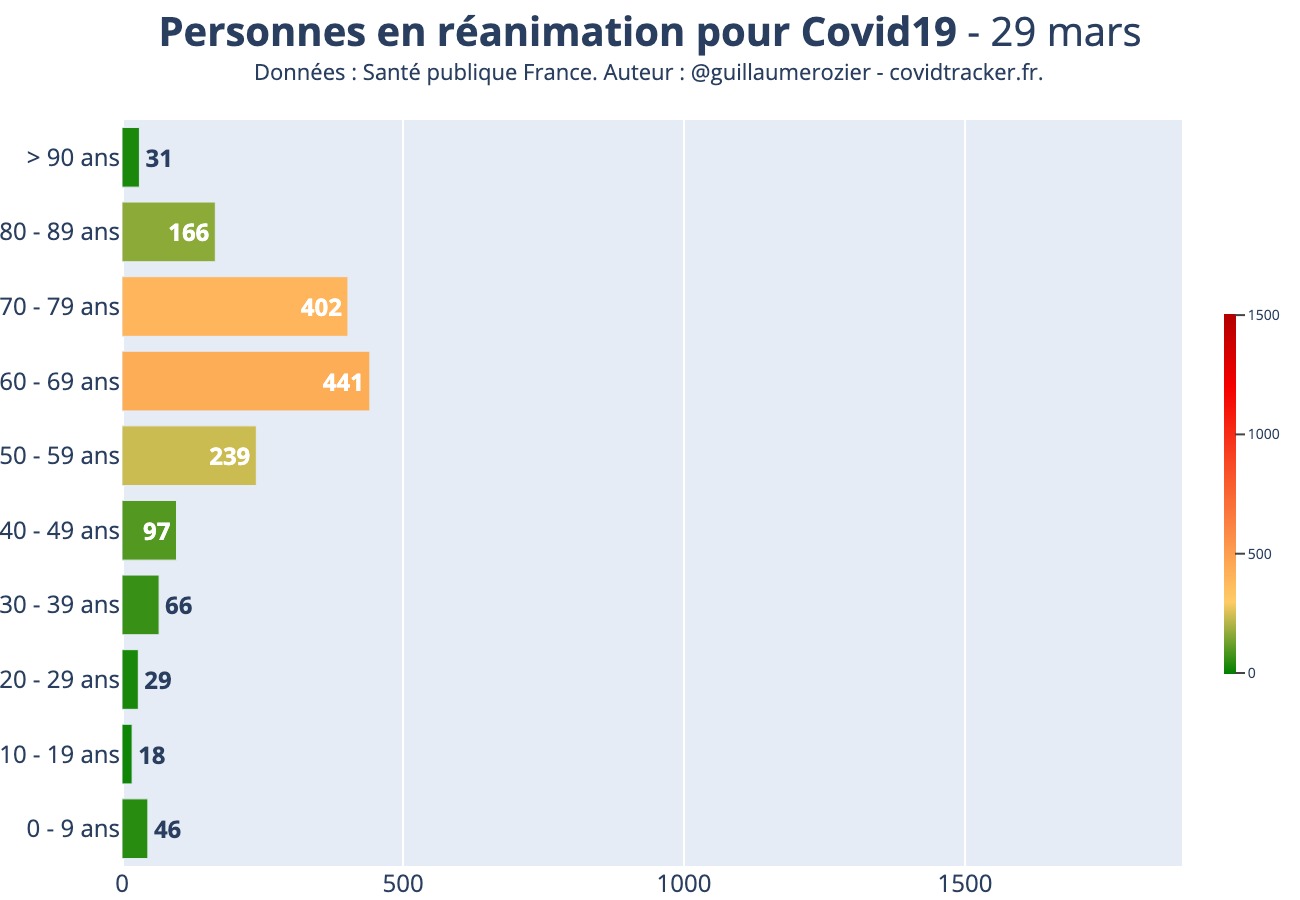 Personnes en réanimation pour Covid19 - 29 mars
Données : Santé publique France. Auteur : @guillaumerozier - covidtracker.fr.
> 90 ans 31
80 - 89 ans 166
70 - 79 ans 402
60 - 69 ans 441
50 - 59 ans 239
40 - 49 ans 97
30 - 39 ans 66
20 - 29 ans 29
10 - 19 ans 18
0 - 9 ans 46
0 500 1000 1500
1500
1000
500
0